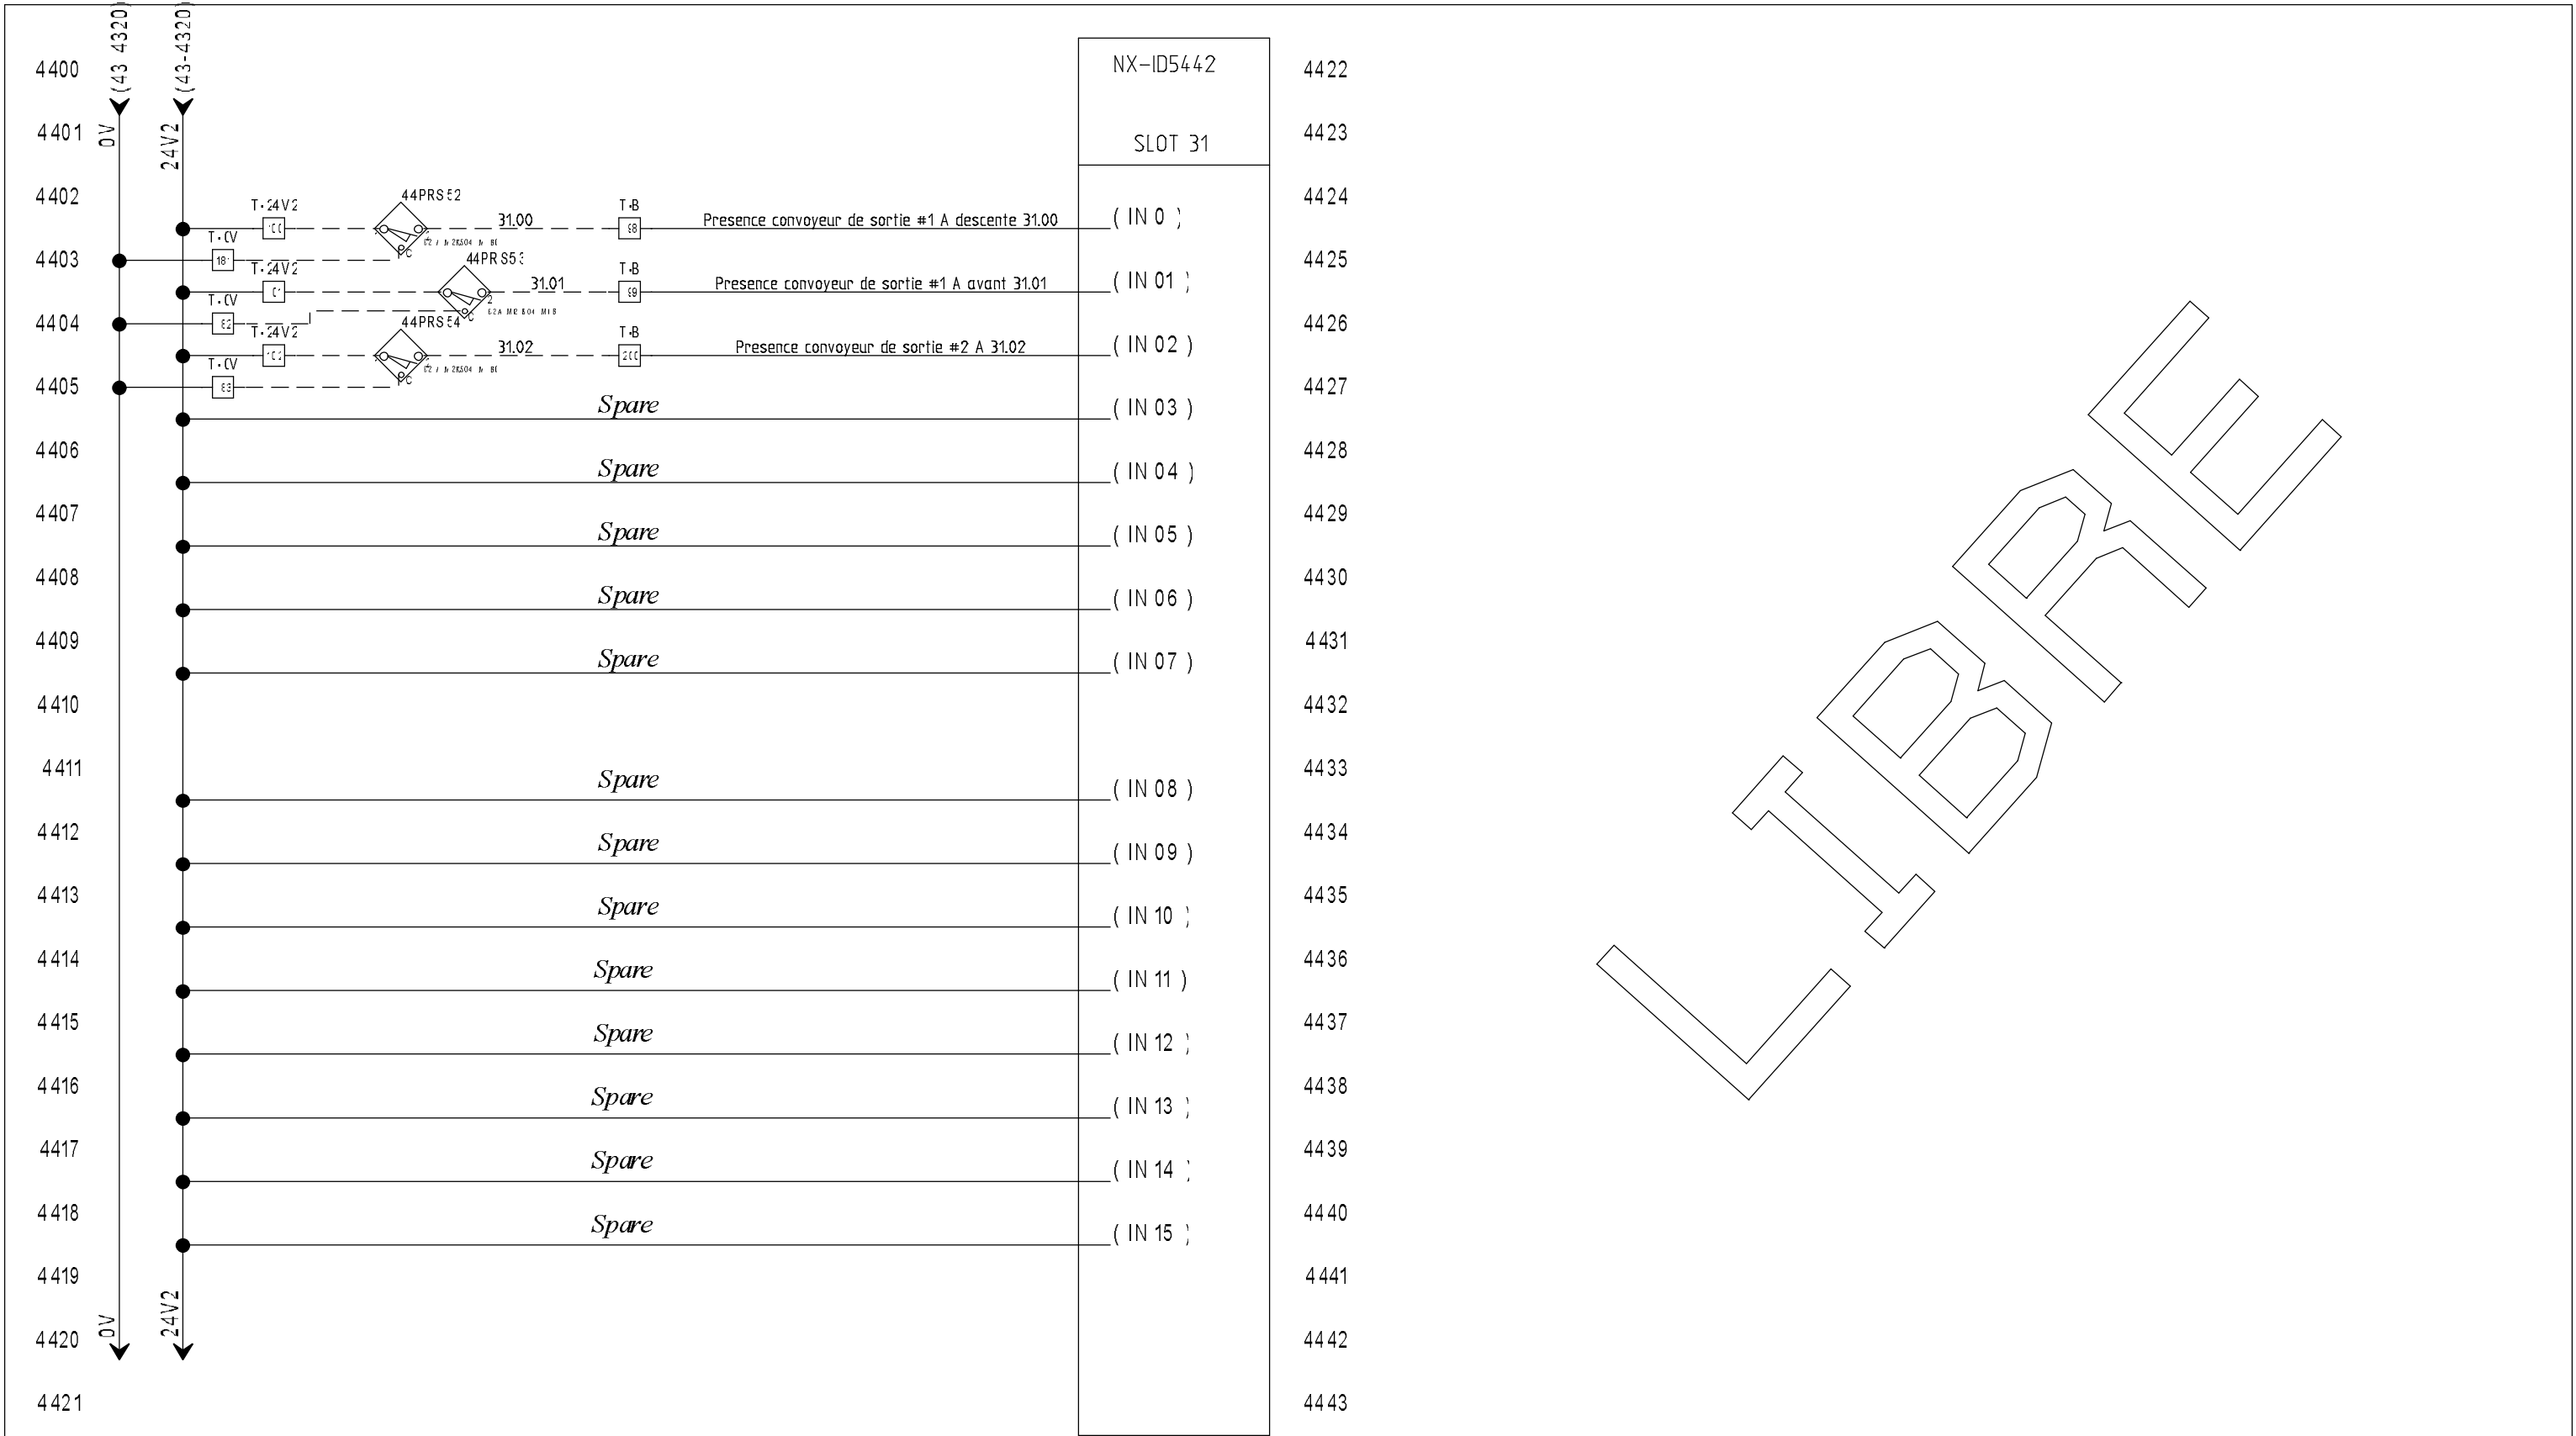 (43 4320)
(43-4320)
0V
24V2
4400
4401
4402
4403
4404
4405
4406
4407
4408
4409
4410
4411
4412
4413
4414
4415
4416
4417
4418
4419
4420
4421
NX-ID5442
SLOT 31
T-24V2
44PRS52
31.00
T-B
98
Presence convoyeur de sortie #1 A descente 31.00
( IN 0 )
T-0V
T-24V2
44PRS53
31.01
T-B
99
Presence convoyeur de sortie #1 A avant 31.01
( IN 01 )
T-0V
T-24V2
44PRS54
31.02
T-B
200
Presence convoyeur de sortie #2 A 31.02
( IN 02 )
T-0V
Spare
( IN 03 )
Spare
( IN 04 )
Spare
( IN 05 )
Spare
( IN 06 )
Spare
( IN 07 )
Spare
( IN 08 )
Spare
( IN 09 )
Spare
( IN 10 )
Spare
( IN 11 )
Spare
( IN 12 )
Spare
( IN 13 )
Spare
( IN 14 )
Spare
( IN 15 )
0V
24V2
4422
4423
4424
4425
4426
4427
4428
4429
4430
4431
4432
4433
4434
4435
4436
4437
4438
4439
4440
4441
4442
4443
LIBRE